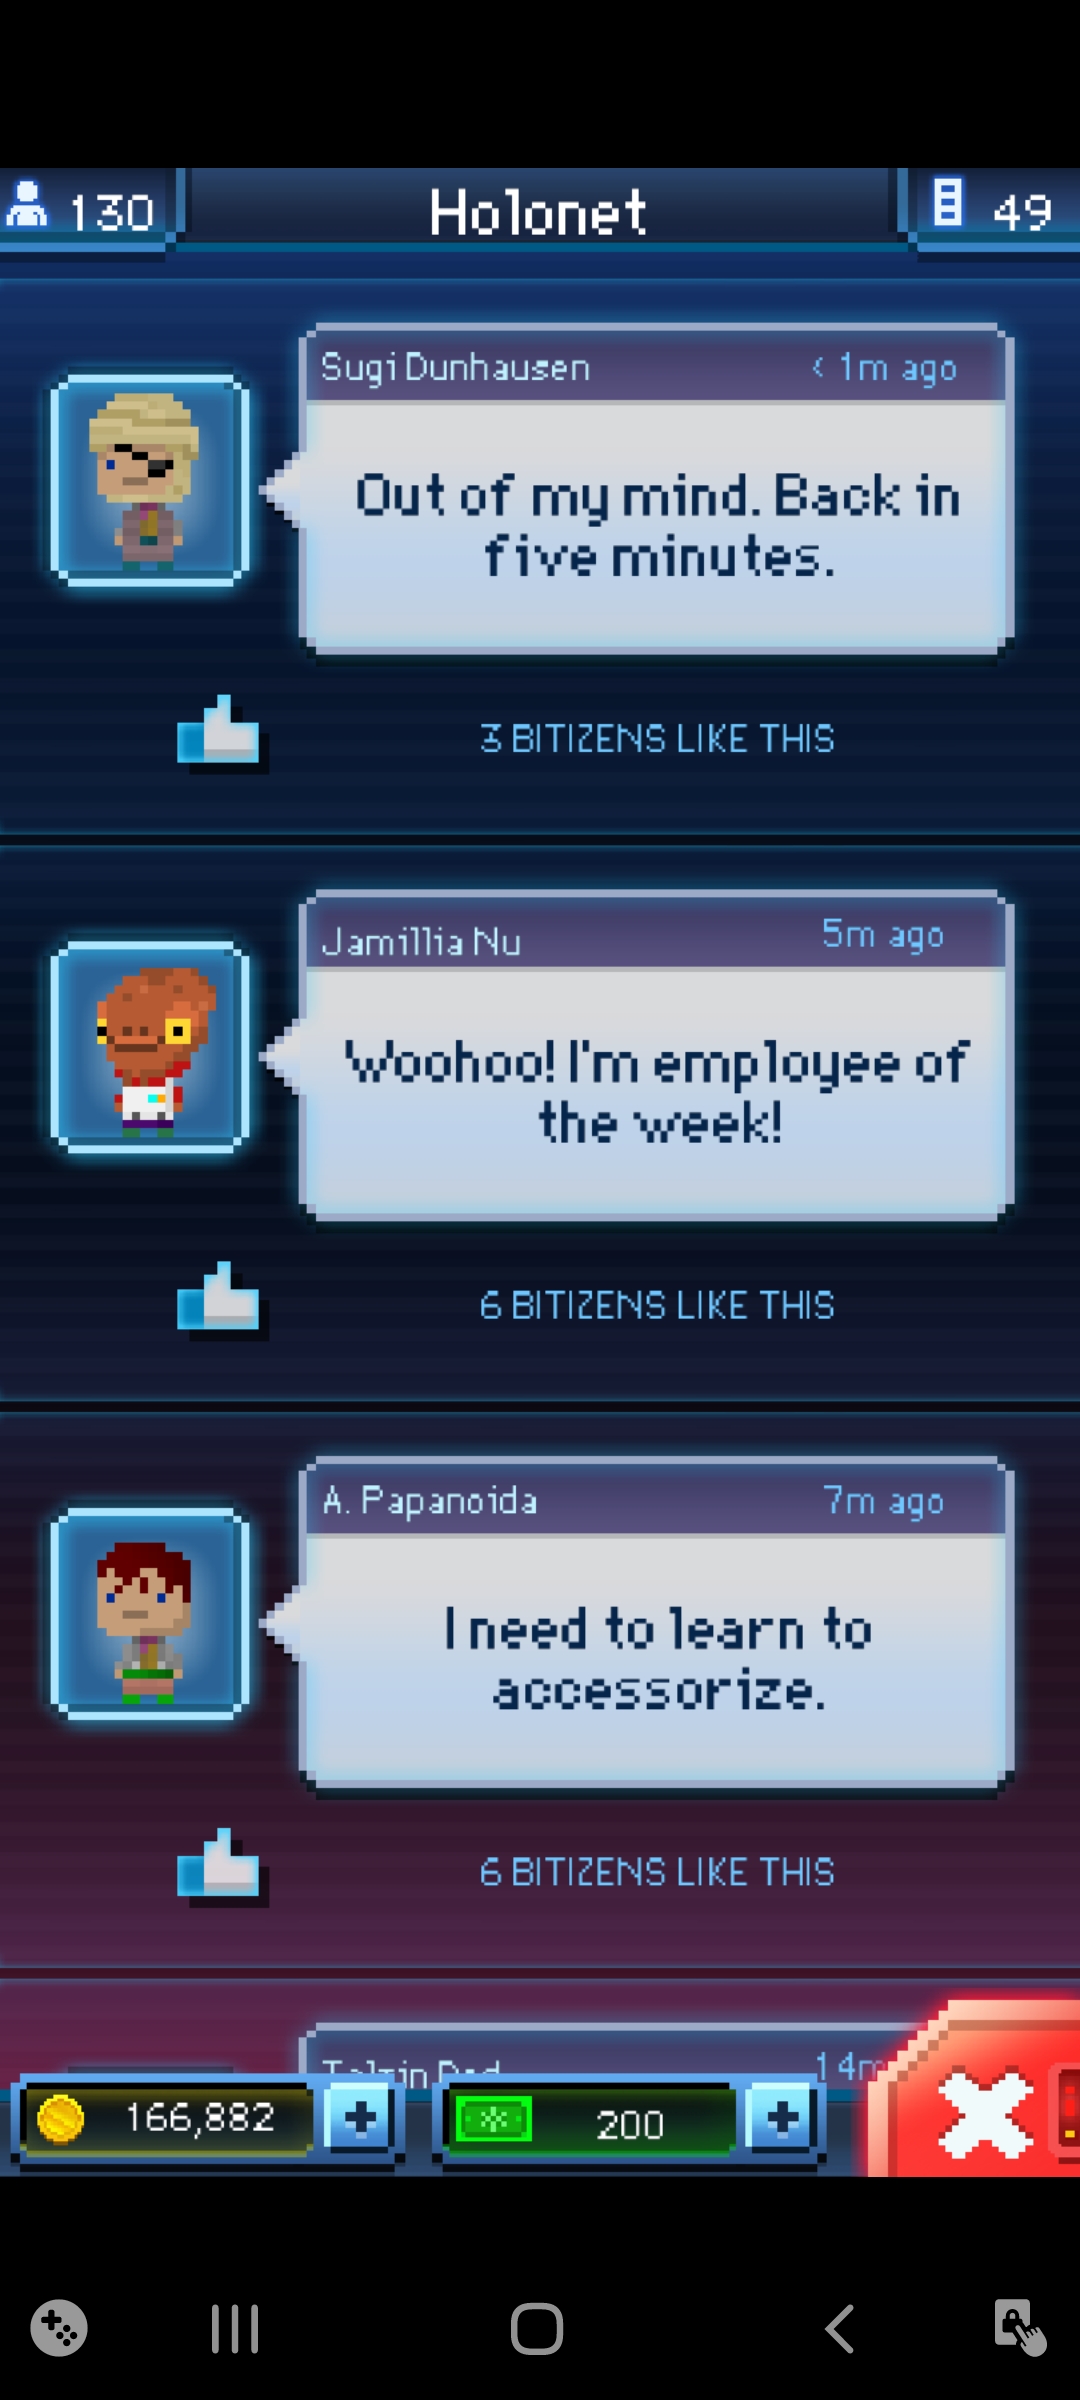 130
Holonet
49
Sugi Dunhausen
< 1m ago
Out of my mind. Back in
five minutes.
3 BITIZENS LIKE THIS
Jamillia Nu
5m ago
Woohoo! I'm employee of
the week!
6 BITIZENS LIKE THIS
A. Papanoida
7m ago
I need to learn to
accessorize.
6 BITIZENS LIKE THIS
14m
166,882
200